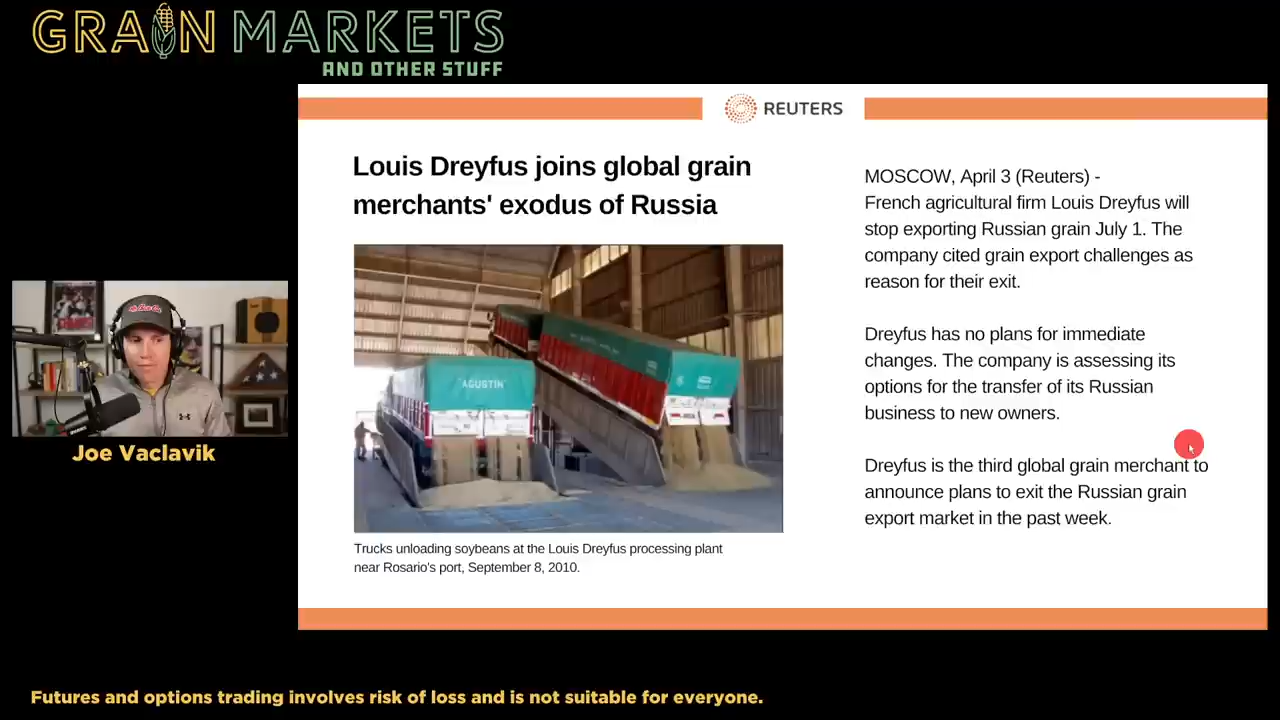 GRAIN MARKETS
AND OTHER STUFF
REUTERS
Louis Dreyfus joins global grain
merchants' exodus of Russia
AGUSTIN
Trucks unloading soybeans at the Louis Dreyfus processing plant
near Rosario's port, September 8, 2010.
MOSCOW, April 3 (Reuters) -
French agricultural firm Louis Dreyfus will
stop exporting Russian grain July 1. The
company cited grain export challenges as
reason for their exit.
Dreyfus has no plans for immediate
changes. The company is assessing its
options for the transfer of its Russian
business to new owners.
Dreyfus is the third global grain merchant to
announce plans to exit the Russian grain
export market in the past week.
Joe Vaclavik
Futures and options trading involves risk of loss and is not suitable for everyone.